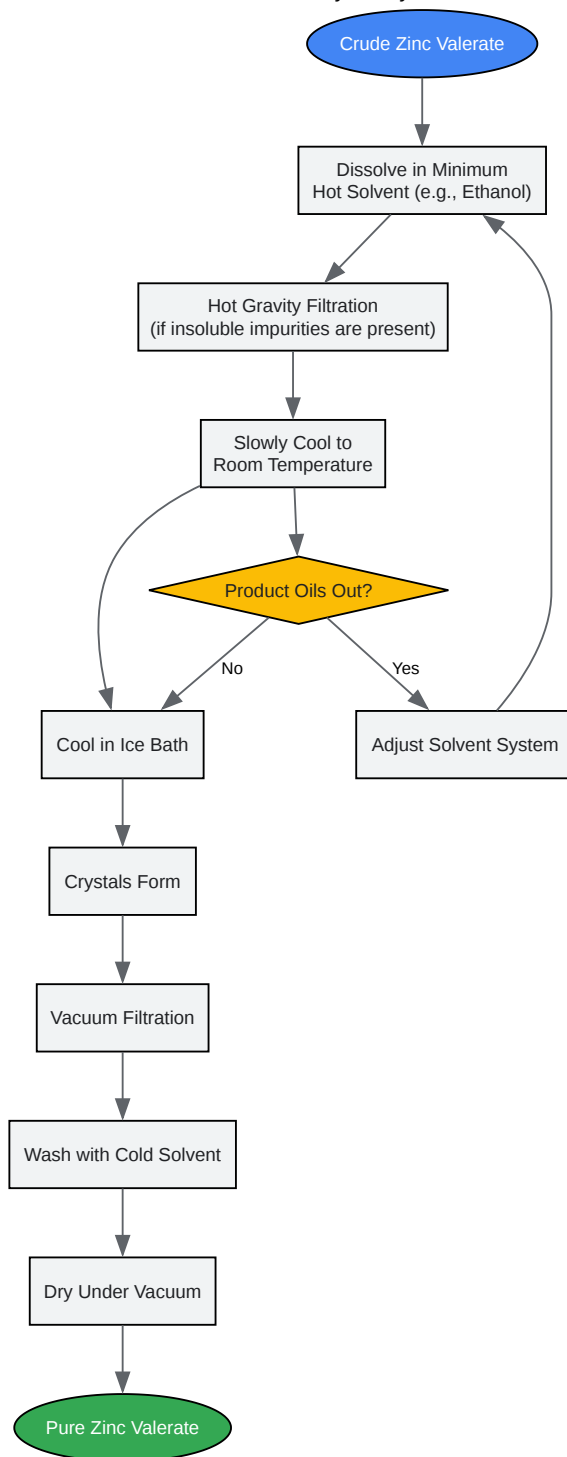 Crude Zinc Valerate
Dissolve in Minimum
Hot Solvent (e.g., Ethanol)
Hot Gravity Filtration
(if insoluble impurities are present)
Slowly Cool to
Room Temperature
Product Oils Out?
No
Yes
Cool in Ice Bath
Adjust Solvent System
Crystals Form
Vacuum Filtration
Wash with Cold Solvent
Dry Under Vacuum
Pure Zinc Valerate